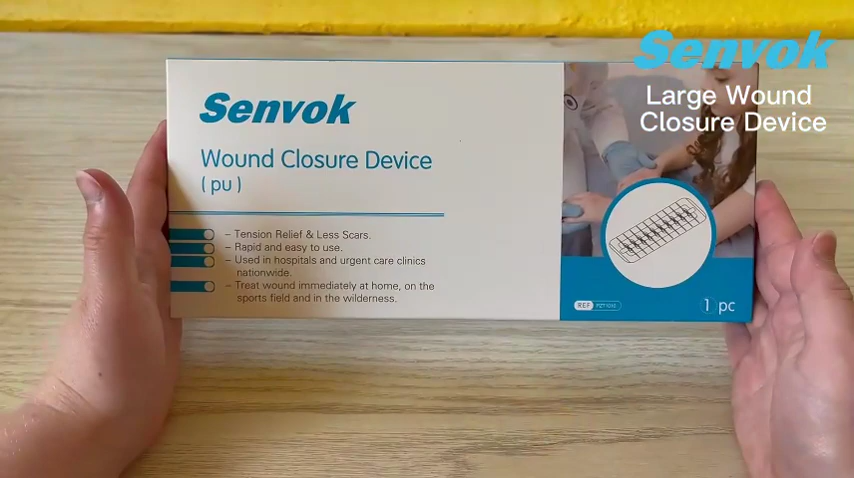 Senvok
Large Wound
Closure Device
Senvok
Wound Closure Device
( pu )
– Tension Relief & Less Scars.
– Rapid and easy to use.
– Used in hospitals and urgent care clinics
nationwide.
– Treat wound immediately at home, on the
sports field and in the wilderness.
REF
1 pc